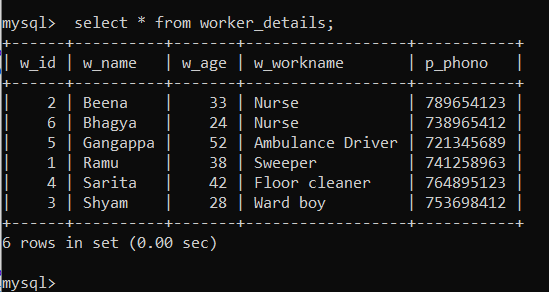 mysql>  select * from worker_details;
+------+----------+-------+------------------+-----------+
| w_id | w_name   | w_age | w_workname       | p_phono   |
+------+----------+-------+------------------+-----------+
|    2 | Beena    |    33 | Nurse            | 789654123 |
|    6 | Bhagya   |    24 | Nurse            | 738965412 |
|    5 | Gangappa |    52 | Ambulance Driver | 721345689 |
|    1 | Ramu     |    38 | Sweeper          | 741258963 |
|    4 | Sarita   |    42 | Floor cleaner    | 764895123 |
|    3 | Shyam    |    28 | Ward boy         | 753698412 |
+------+----------+-------+------------------+-----------+
6 rows in set (0.00 sec)
mysql>